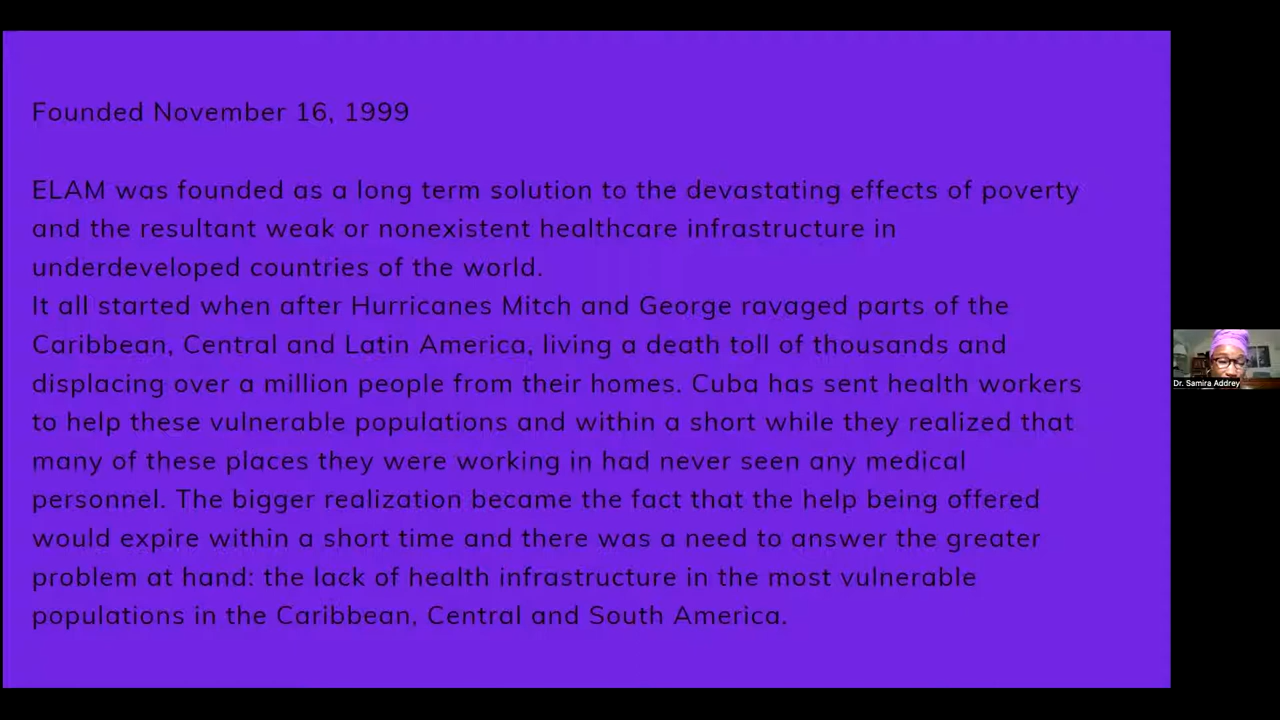 Founded November 16, 1999
ELAM was founded as a long term solution to the devastating effects of poverty
and the resultant weak or nonexistent healthcare infrastructure in
underdeveloped countries of the world.
It all started when after Hurricanes Mitch and George ravaged parts of the
Caribbean, Central and Latin America, living a death toll of thousands and
displacing over a million people from their homes. Cuba has sent health workers
to help these vulnerable populations and within a short while they realized that
many of these places they were working in had never seen any medical
personnel. The bigger realization became the fact that the help being offered
would expire within a short time and there was a need to answer the greater
problem at hand: the lack of health infrastructure in the most vulnerable
populations in the Caribbean, Central and South America.
Dr. Samira Addrey